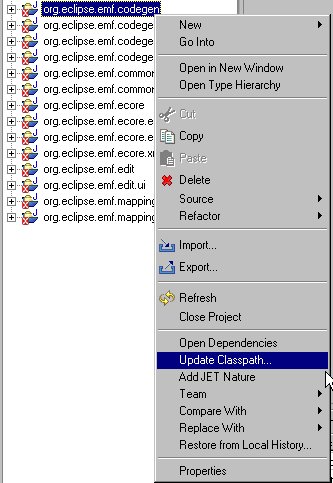 org.eclipse.emf.codegen
org.eclipse.emf.codege
org.eclipse.emf.codege
org.eclipse.emf.codege
org.eclipse.emf.common
org.eclipse.emf.commo
org.eclipse.emf.ecore
org.eclipse.emf.ecore.e
org.eclipse.emf.ecore.e
org.eclipse.emf.ecore.xm
org.eclipse.emf.edit
org.eclipse.emf.edit.ui
org.eclipse.emf.mapping
org.eclipse.emf.mapping
New
Go Into
Open in New Window
Open Type Hierarchy
Cut
Copy
Paste
Delete
Source
Refactor
Import...
Export...
Refresh
Close Project
Open Dependencies
Update Classpath...
Add JET Nature
Team
Compare With
Replace With
Restore from Local History...
Properties